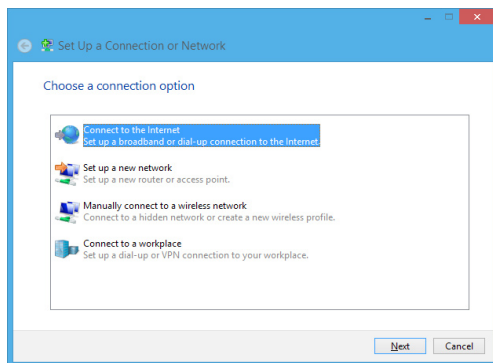 Set Up a Connection or Network
Choose a connection option
Connect to the Internet
Set up a broadband or dial-up connection to the Internet.
Set up a new network
Set up a new router or access point.
Manually connect to a wireless network
Connect to a hidden network or create a new wireless profile.
Connect to a workplace
Set up a dial-up or VPN connection to your workplace.
Next Cancel